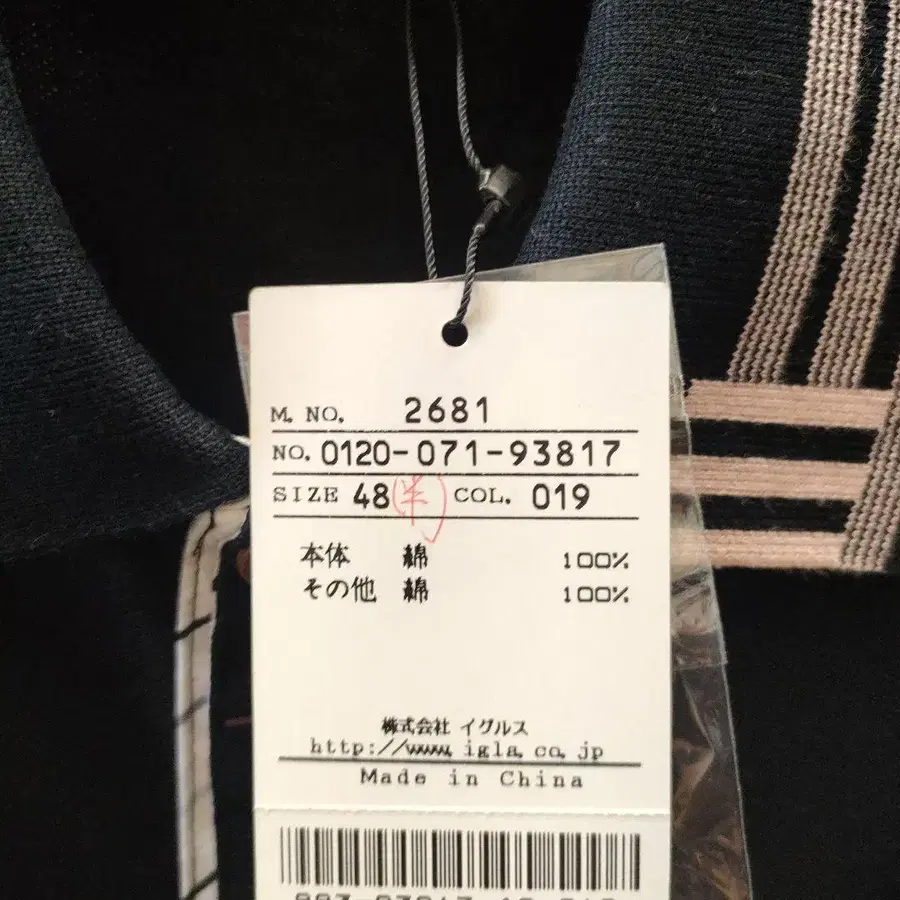 M. NO. 2681
NO. 0120-071-93817
SIZE 48 (半) COL. 019
本体 綿 100%
その他 綿 100%
株式会社 イグルス
http://www.igla.co.jp
Made in China